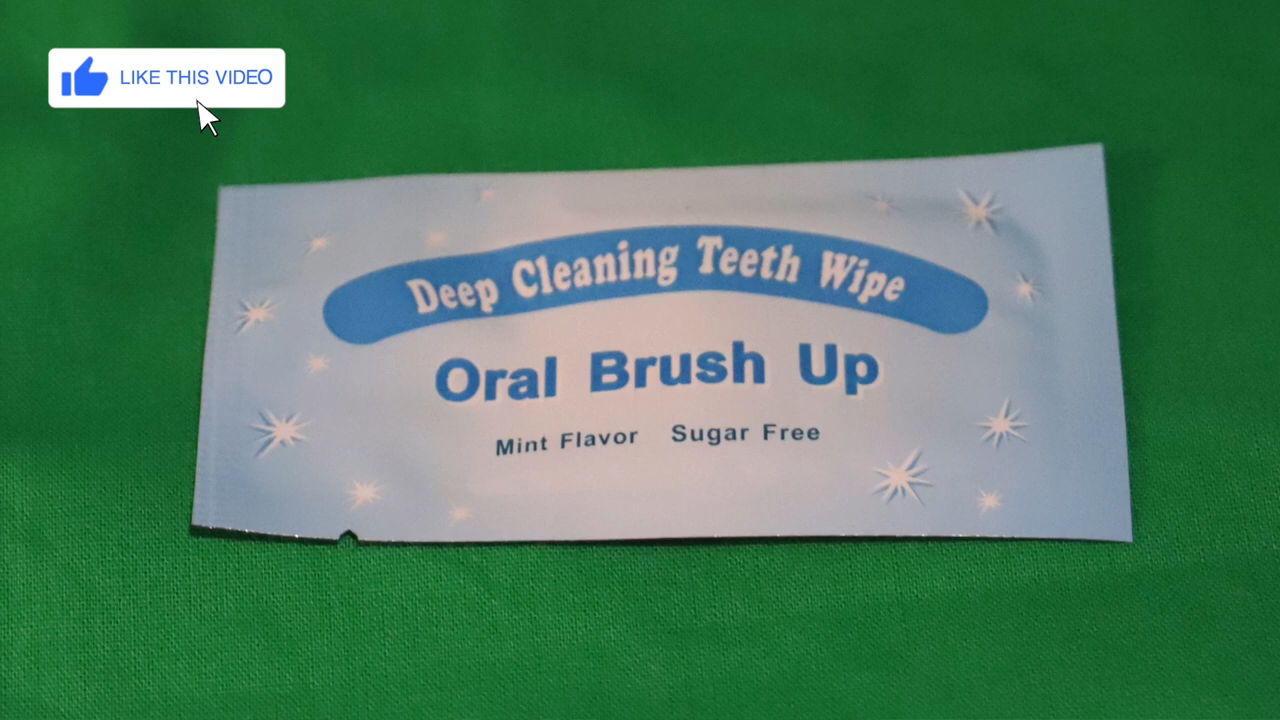 LIKE THIS VIDEO
Deep Cleaning Teeth Wipe
Oral Brush Up
Mint Flavor Sugar Free